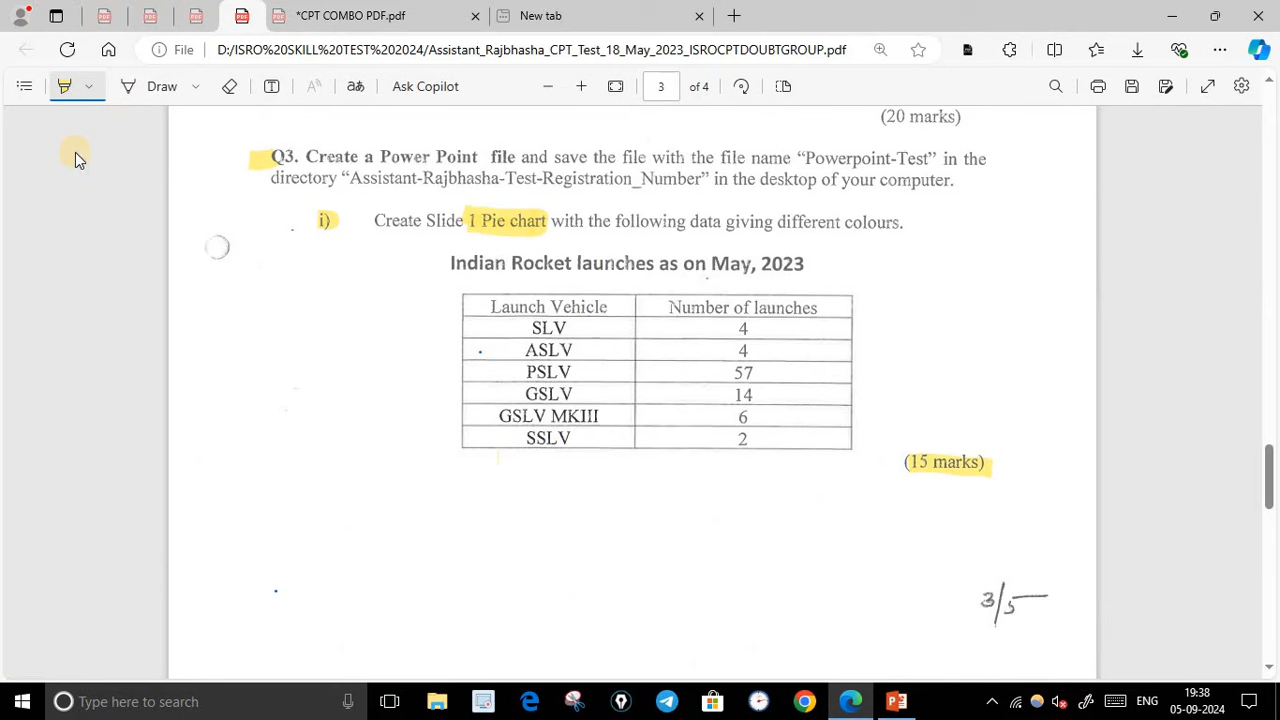 *CPT COMBO PDF.pdf
New tab
File
D:/ISRO%20SKILL%20TEST%202024/Assistant_Rajbhasha_CPT_Test_18_May_2023_ISROCPTDOUBTGROUP.pdf
Draw
aあ
Ask Copilot
3 of 4
(20 marks)
Q3. Create a Power Point file and save the file with the file name “Powerpoint-Test” in the
directory “Assistant-Rajbhasha-Test-Registration_Number” in the desktop of your computer.
i) Create Slide 1 Pie chart with the following data giving different colours.
Indian Rocket launches as on May, 2023
Launch Vehicle Number of launches
SLV 4
ASLV 4
PSLV 57
GSLV 14
GSLV MKIII 6
SSLV 2
(15 marks)
3/5
Type here to search
ENG
19:38
05-09-2024